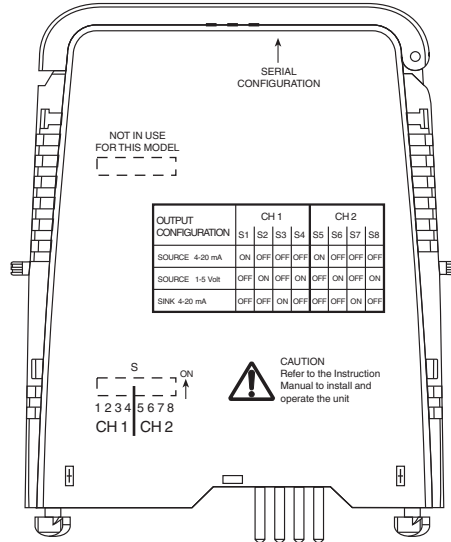 SERIAL
CONFIGURATION
NOT IN USE
FOR THIS MODEL
OUTPUT
CONFIGURATION
CH 1 CH 2
S1 S2 S3 S4 S5 S6 S7 S8
SOURCE 4-20 mA ON OFF OFF OFF ON OFF OFF OFF
SOURCE 1-5 Volt OFF ON OFF ON OFF ON OFF ON
SINK 4-20 mA OFF OFF ON OFF OFF OFF ON OFF
S
ON
1 2 3 4 5 6 7 8
CH 1 CH 2
CAUTION
Refer to the Instruction
Manual to install and
operate the unit